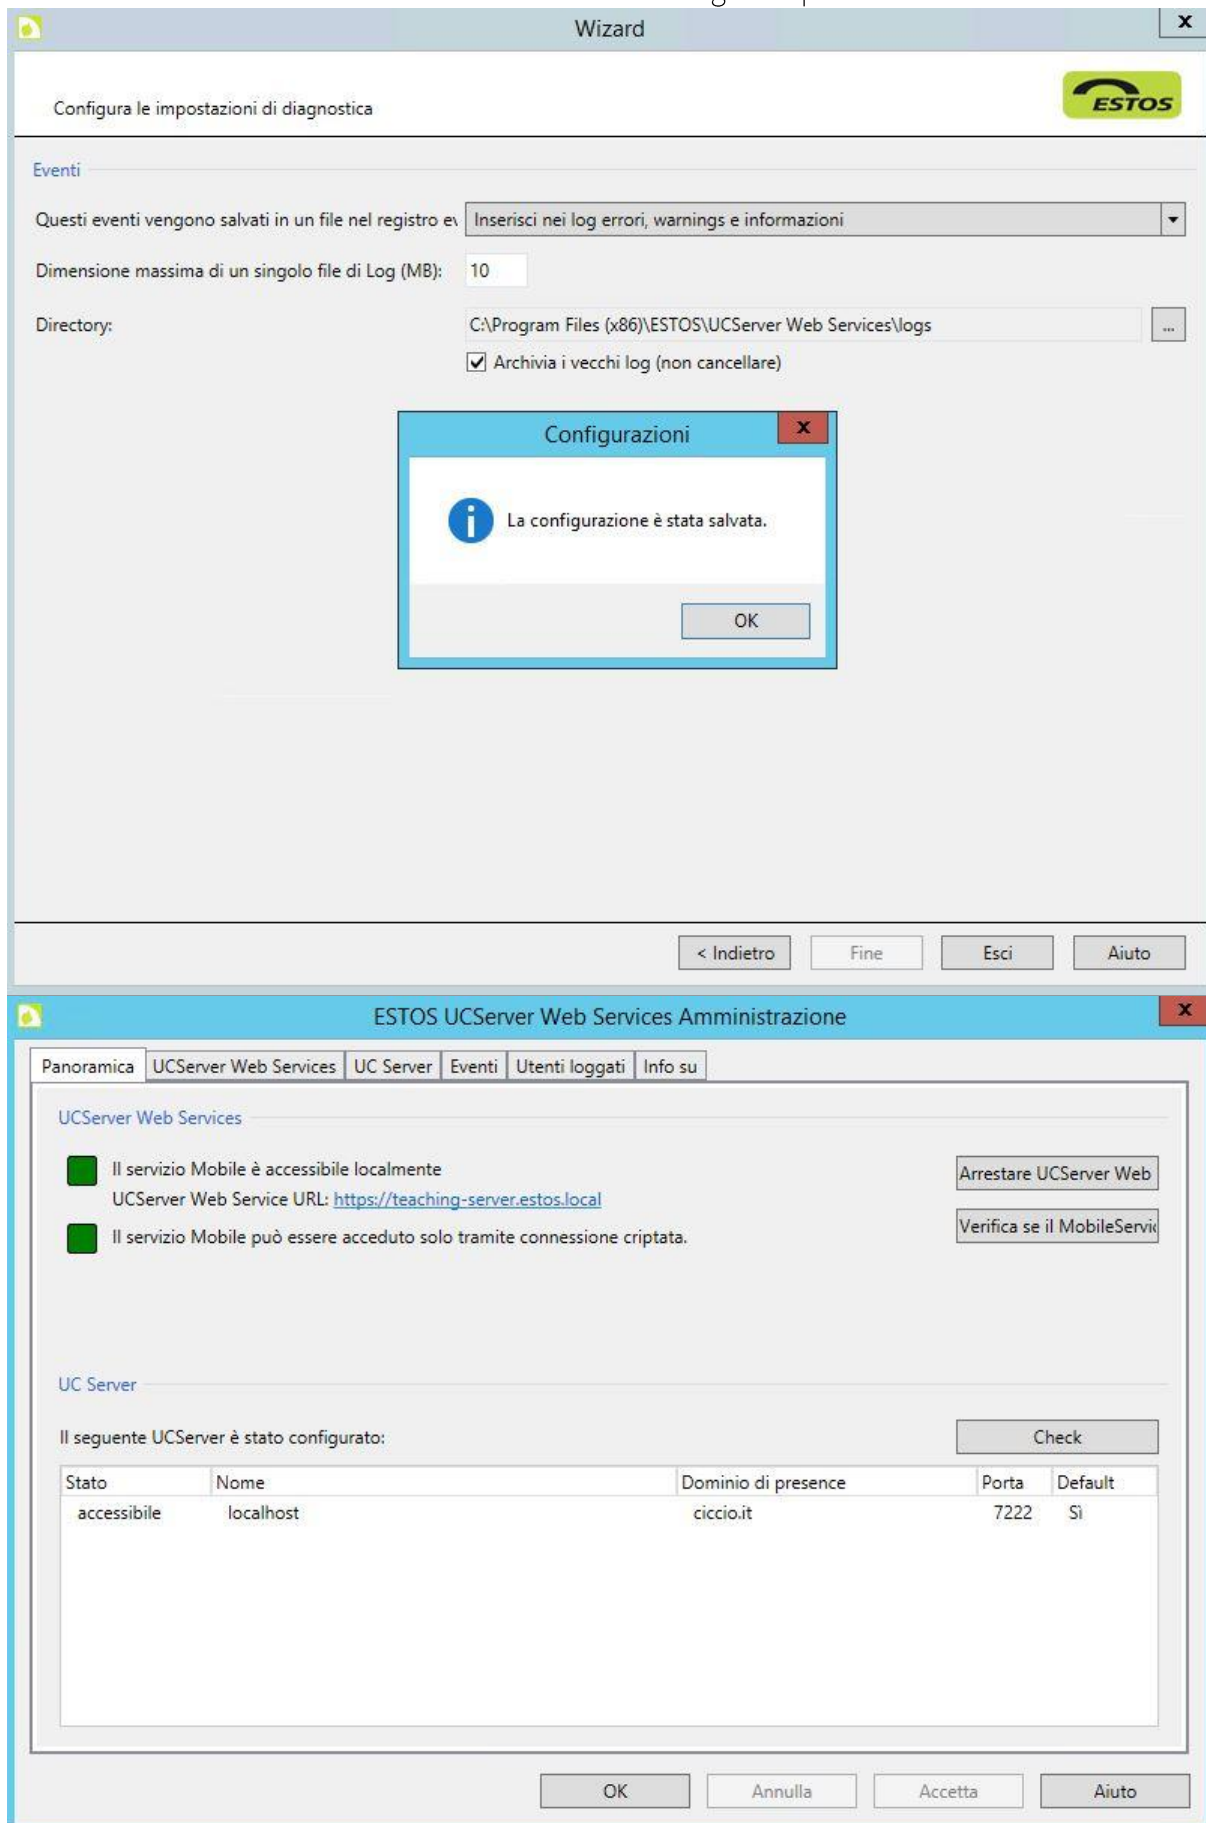 Wizard
x
Configura le impostazioni di diagnostica
ESTOS
Eventi
Questi eventi vengono salvati in un file nel registro ev Inserisci nei log errori, warnings e informazioni
Dimensione massima di un singolo file di Log (MB): 10
Directory: C:\Program Files (x86)\ESTOS\UCServer Web Services\logs ...
Archivia i vecchi log (non cancellare)
Configurazioni x
La configurazione è stata salvata.
OK
< Indietro Fine Esci Aiuto
ESTOS UCServer Web Services Amministrazione x
Panoramica UCServer Web Services UC Server Eventi Utenti loggati Info su
UCServer Web Services
Il servizio Mobile è accessibile localmente Arrestare UCServer Web
UCServer Web Service URL: https://teaching-server.estos.local
Il servizio Mobile può essere acceduto solo tramite connessione criptata. Verifica se il MobileServic
UC Server
Il seguente UCServer è stato configurato: Check
Stato Nome Dominio di presence Porta Default
accessibile localhost ciccio.it 7222 Sì
OK Annulla Accetta Aiuto